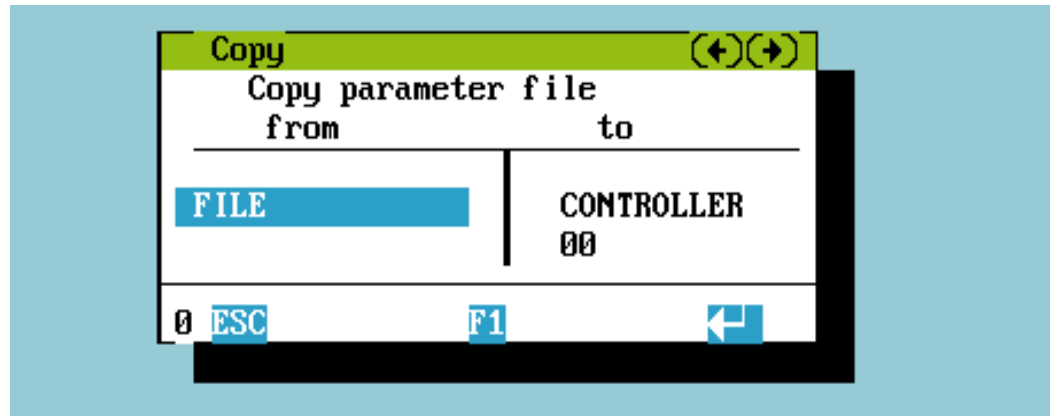 Copy (←)(→)
Copy parameter file
from to
FILE CONTROLLER
00
0 ESC F1 ↵